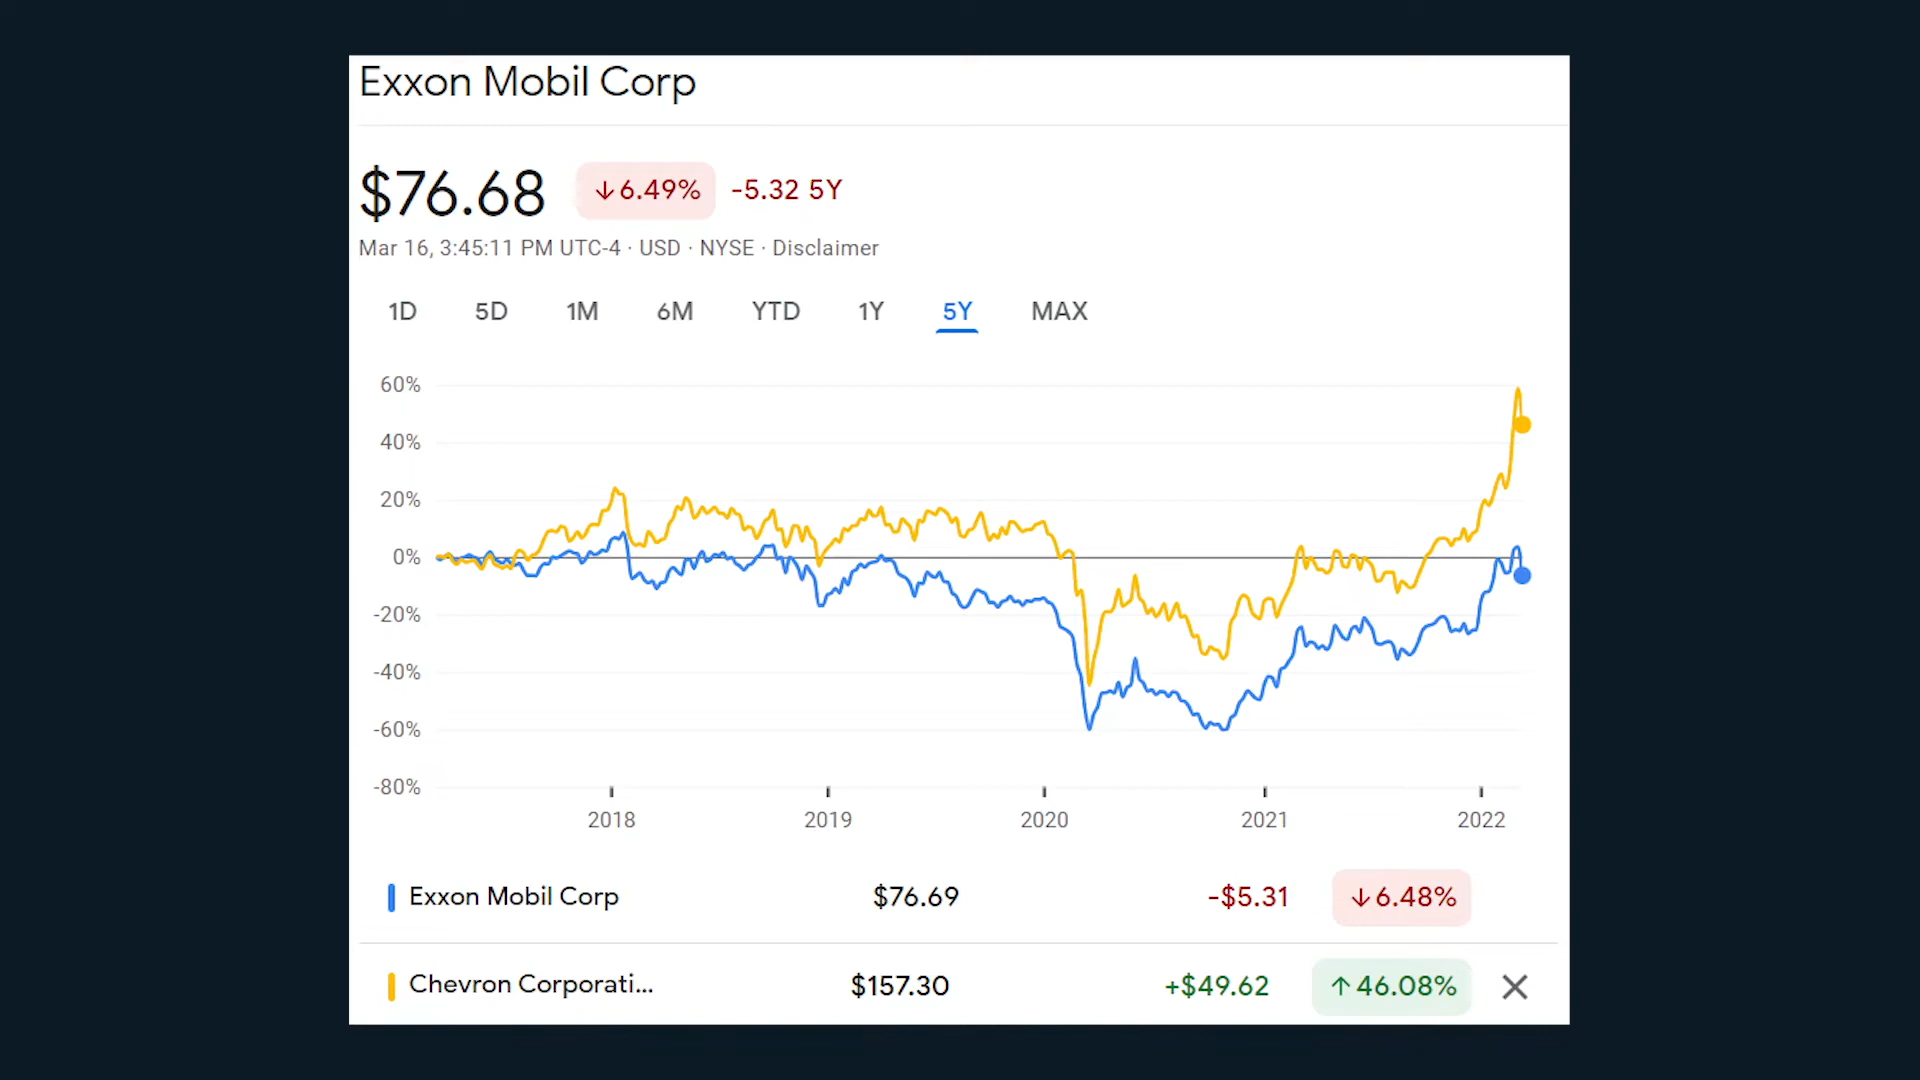 Exxon Mobil Corp
$76.68 ↓6.49% -5.32 5Y
Mar 16, 3:45:11 PM UTC-4 · USD · NYSE · Disclaimer
1D 5D 1M 6M YTD 1Y 5Y MAX
60%
40%
20%
0%
-20%
-40%
-60%
-80%
2018 2019 2020 2021 2022
Exxon Mobil Corp $76.69 -$5.31 ↓6.48%
Chevron Corporati... $157.30 +$49.62 ↑46.08%